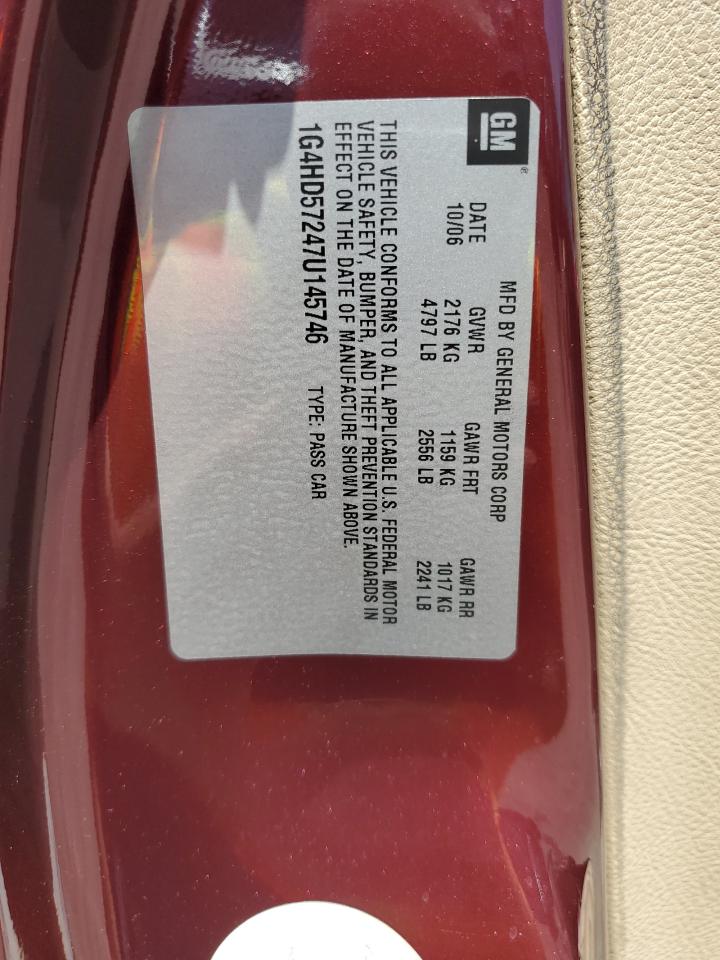 GM®
MFD BY GENERAL MOTORS CORP
DATE GVWR GAWR FRT GAWR RR
10/06 2176 KG 1159 KG 1017 KG
4797 LB 2556 LB 2241 LB
THIS VEHICLE CONFORMS TO ALL APPLICABLE U.S. FEDERAL MOTOR
VEHICLE SAFETY, BUMPER, AND THEFT PREVENTION STANDARDS IN
EFFECT ON THE DATE OF MANUFACTURE SHOWN ABOVE.
1G4HD57247U145746 TYPE: PASS CAR